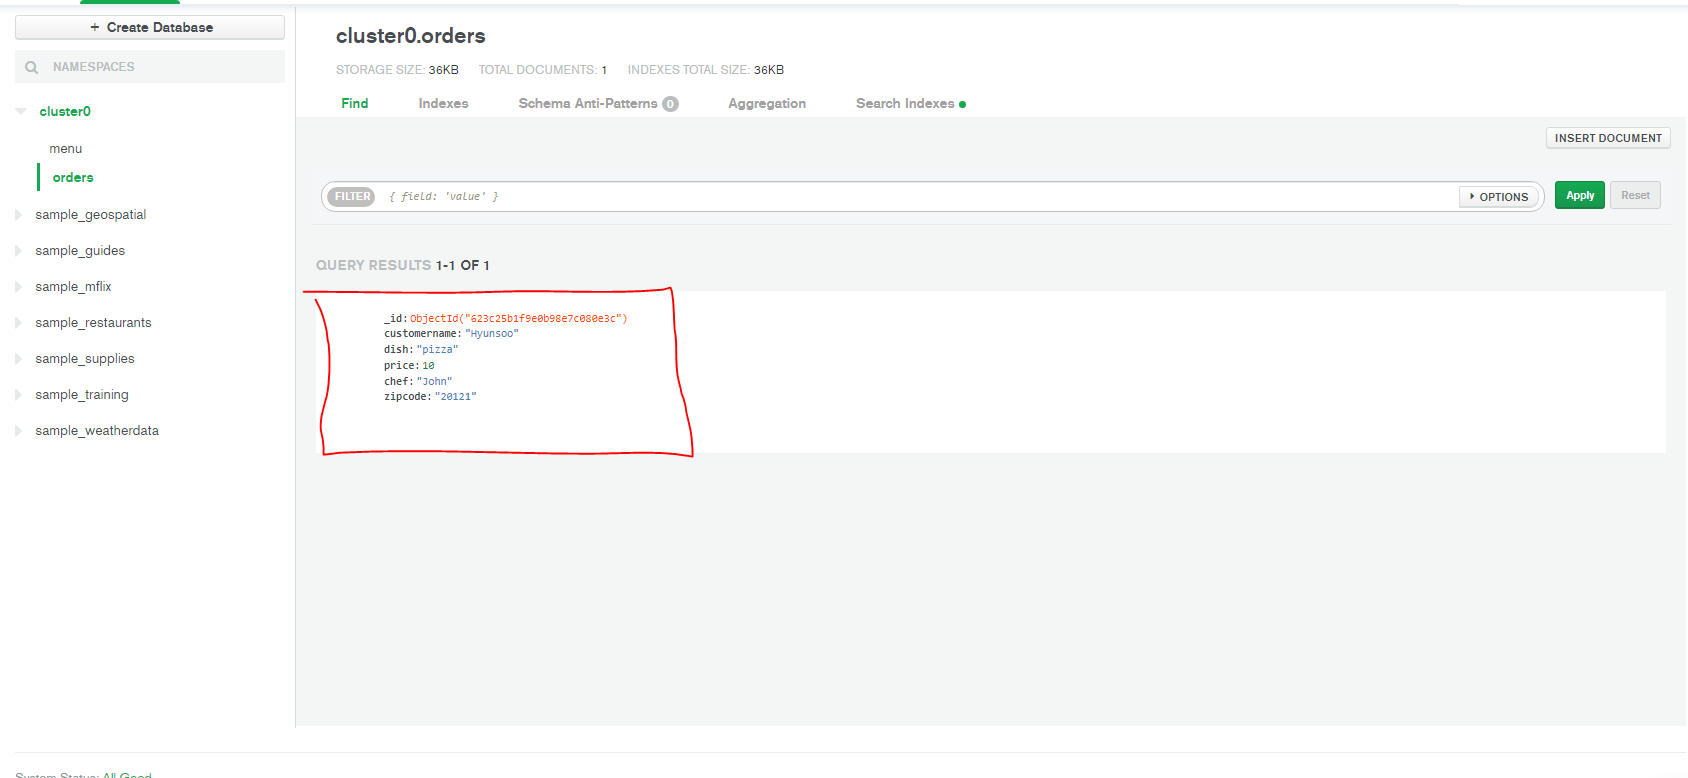 + Create Database
NAMESPACES
cluster0
menu
orders
sample_geospatial
sample_guides
sample_mflix
sample_restaurants
sample_supplies
sample_training
sample_weatherdata
cluster0.orders
STORAGE SIZE: 36KB TOTAL DOCUMENTS: 1 INDEXES TOTAL SIZE: 36KB
Find Indexes Schema Anti-Patterns 0 Aggregation Search Indexes
INSERT DOCUMENT
FILTER { field: 'value' } OPTIONS Apply Reset
QUERY RESULTS 1-1 OF 1
_id: ObjectId("623c25b1f9e0b98e7c080e3c")
customername: "Hyunsoo"
dish: "pizza"
price: 10
chef: "John"
zipcode: "20121"
System Status: All Good